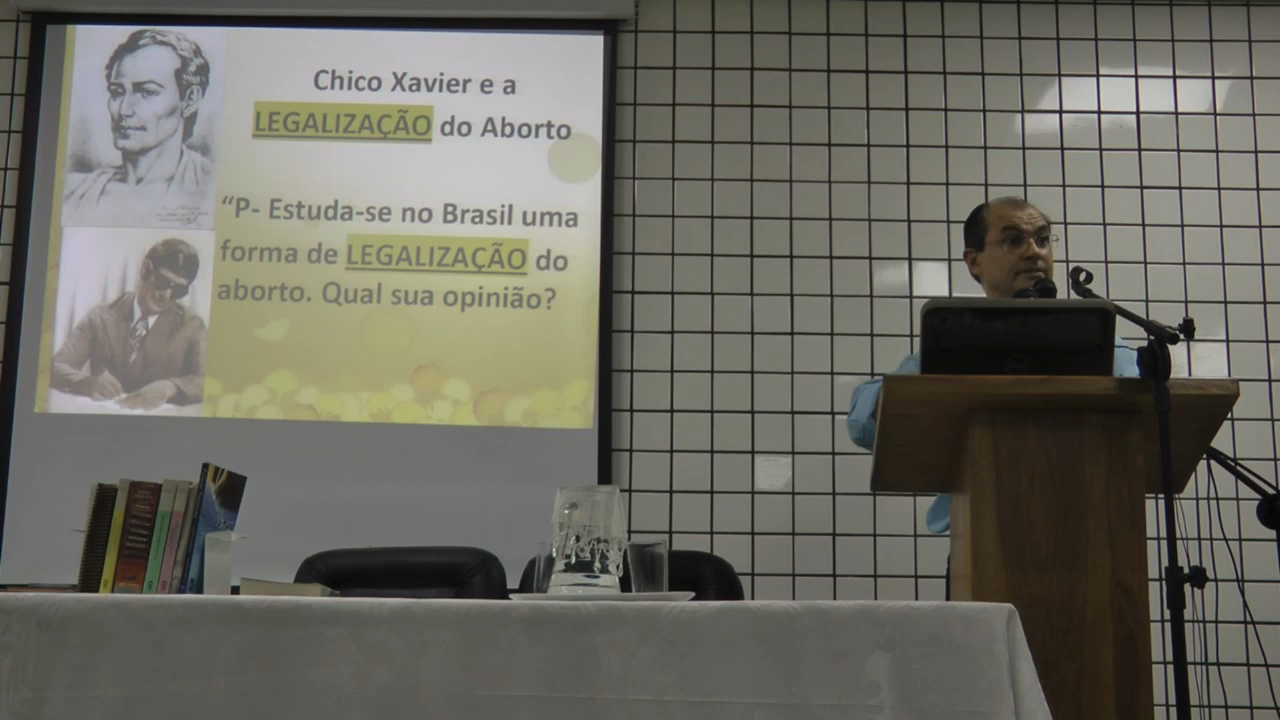 Chico Xavier e a
LEGALIZAÇÃO do Aborto
“P- Estuda-se no Brasil uma
forma de LEGALIZAÇÃO do
aborto. Qual sua opinião?